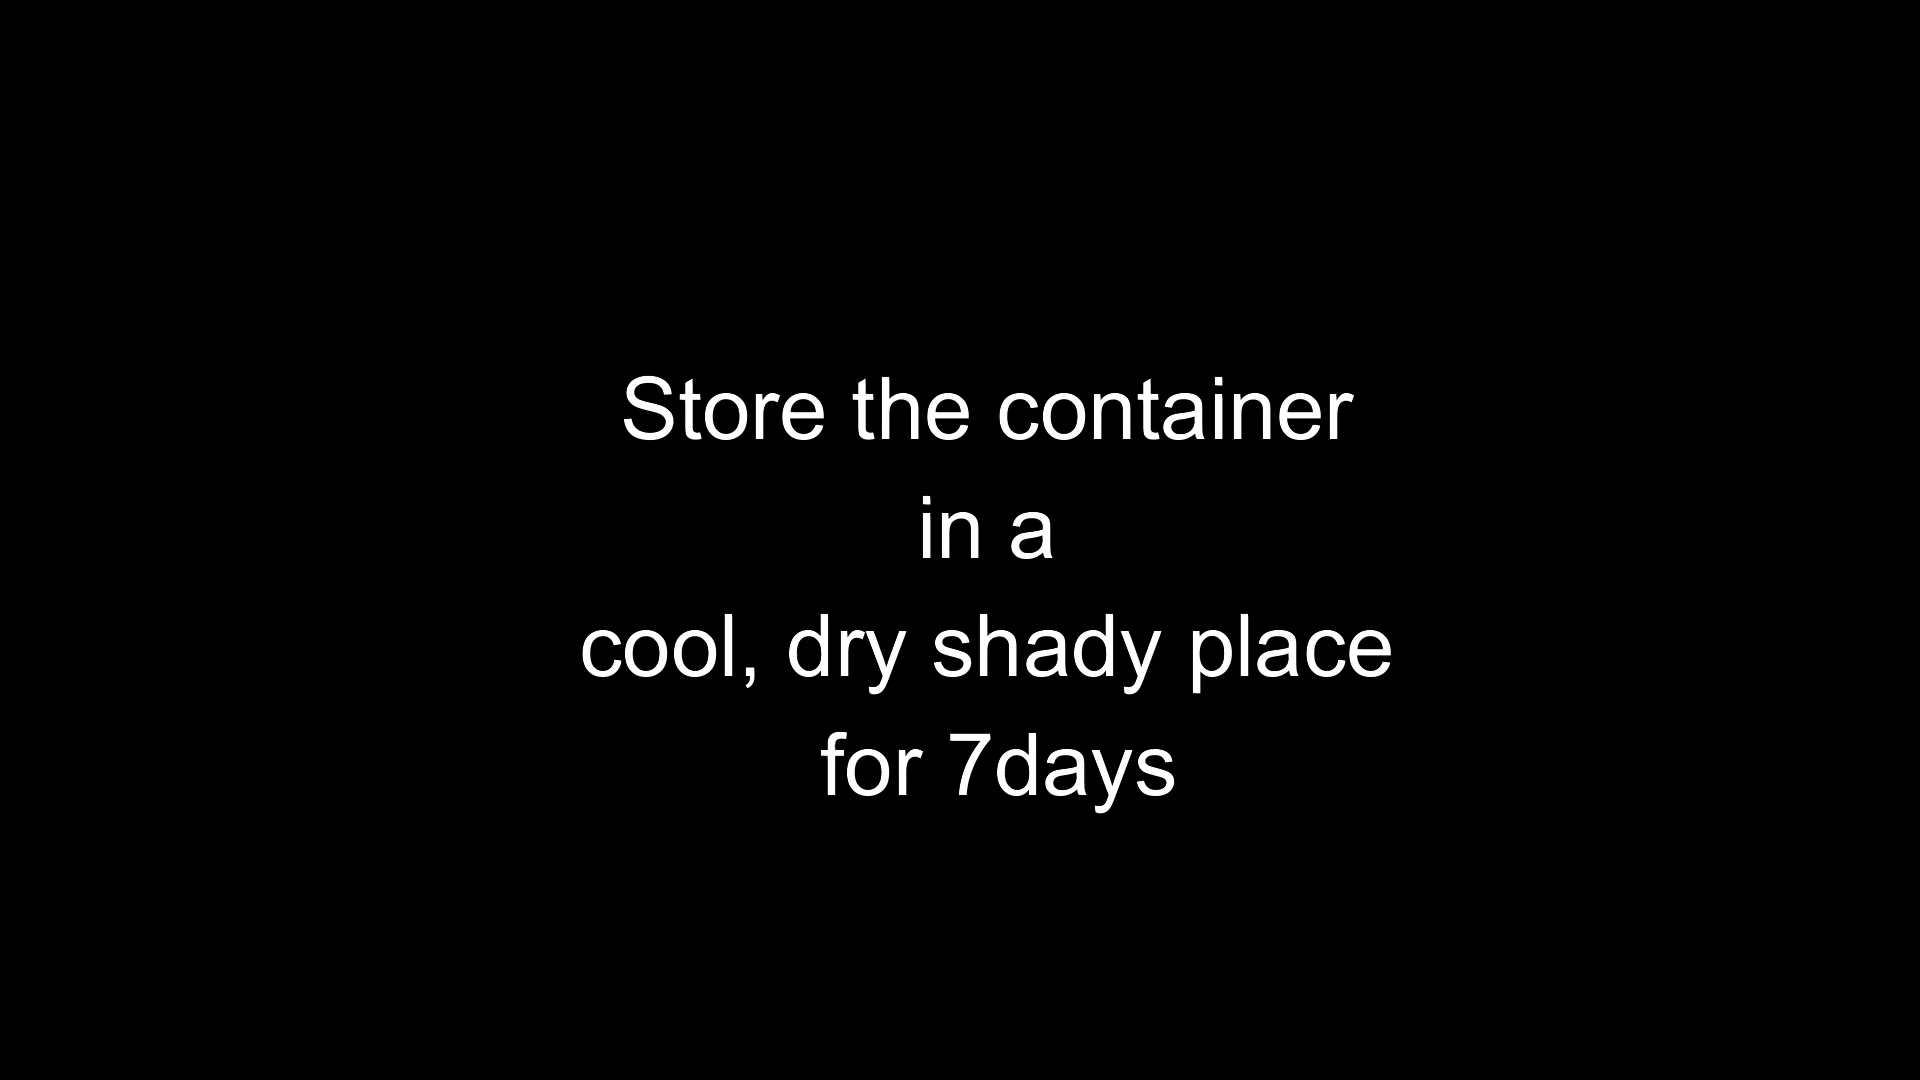 Store the container
in a
cool, dry shady place
for 7days